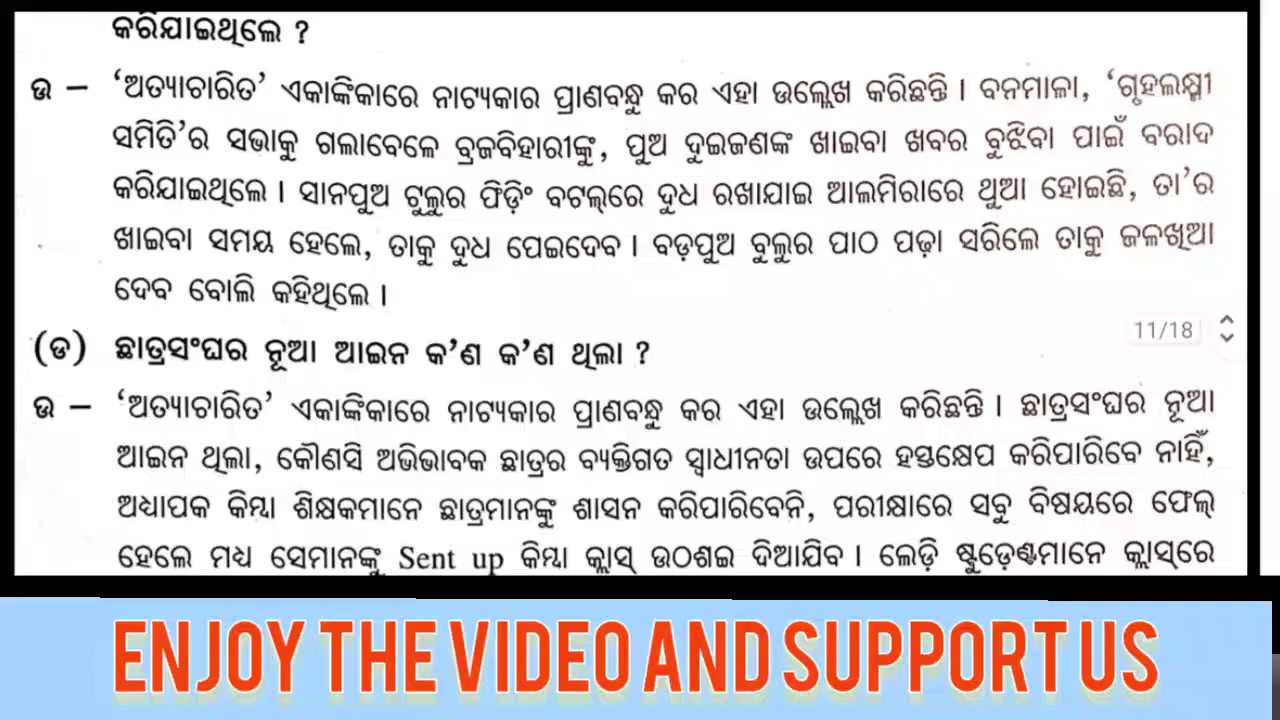 କରିଯାଇଥିଲେ ?
ଉ – ‘ଅତ୍ୟାଚାରିତ’ ଏକାଙ୍କିକାରେ ନାଟ୍ୟକାର ପ୍ରାଣବନ୍ଧୁ କର ଏହା ଉଲ୍ଲେଖ କରିଛନ୍ତି । ବନମାଳା, ‘ଗୃହଲକ୍ଷ୍ମୀ
ସମିତି’ର ସଭାକୁ ଗଲାବେଳେ ବ୍ରଜବିହାରୀଙ୍କୁ, ପୁଅ ଦୁଇଜଣଙ୍କ ଖାଇବା ଖବର ବୁଝିବା ପାଇଁ ବରାଦ
କରିଯାଇଥିଲେ । ସାନପୁଅ ଟୁଲୁର ଫିଡ଼ିଂ ବଟଲ୍‌ରେ ଦୁଧ ରଖାଯାଇ ଆଲମିରାରେ ଥୁଆ ହୋଇଛି, ତା’ର
ଖାଇବା ସମୟ ହେଲେ, ତାକୁ ଦୁଧ ପେଇଦେବ । ବଡ଼ପୁଅ ବୁଲୁର ପାଠ ପଢ଼ା ସରିଲେ ତାକୁ ଜଳଖିଆ
ଦେବ ବୋଲି କହିଥିଲେ ।
11/18
(ଡ) ଛାତ୍ରସଂଘର ନୂଆ ଆଇନ କ’ଣ କ’ଣ ଥିଲା ?
ଉ – ‘ଅତ୍ୟାଚାରିତ’ ଏକାଙ୍କିକାରେ ନାଟ୍ୟକାର ପ୍ରାଣବନ୍ଧୁ କର ଏହା ଉଲ୍ଲେଖ କରିଛନ୍ତି । ଛାତ୍ରସଂଘର ନୂଆ
ଆଇନ ଥିଲା, କୌଣସି ଅଭିଭାବକ ଛାତ୍ରର ବ୍ୟକ୍ତିଗତ ସ୍ୱାଧୀନତା ଉପରେ ହସ୍ତକ୍ଷେପ କରିପାରିବେ ନାହିଁ,
ଅଧ୍ୟାପକ କିମ୍ବା ଶିକ୍ଷକମାନେ ଛାତ୍ରମାନଙ୍କୁ ଶାସନ କରିପାରିବେନି, ପରୀକ୍ଷାରେ ସବୁ ବିଷୟରେ ଫେଲ୍
ହେଲେ ମଧ୍ୟ ସେମାନଙ୍କୁ Sent up କିମ୍ବା କ୍ଲାସ୍ ଉଠଶଇ ଦିଆଯିବ । ଲେଡ଼ି ଷ୍ଟୁଡ଼େଣ୍ଟମାନେ କ୍ଲାସ୍‌ରେ
ENJOY THE VIDEO AND SUPPORT US